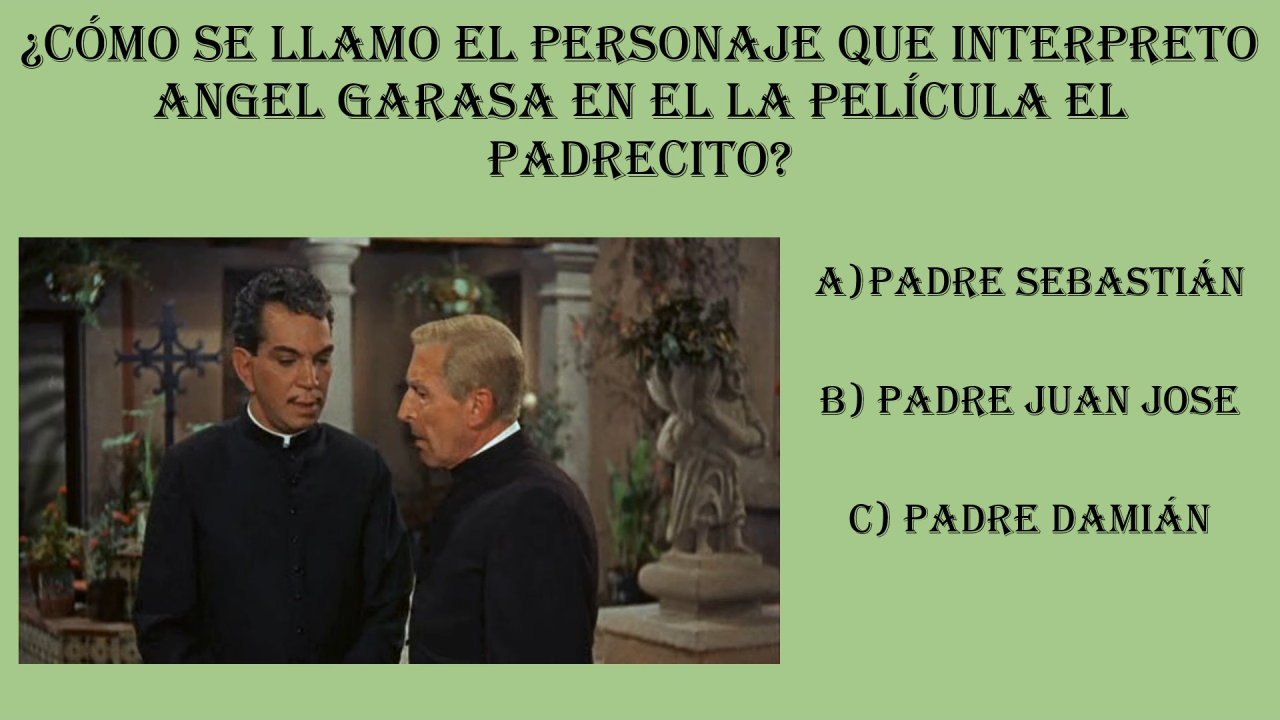 ¿CÓMO SE LLAMO EL PERSONAJE QUE INTERPRETO
ANGEL GARASA EN EL LA PELÍCULA EL
PADRECITO?
A) PADRE SEBASTIÁN
B) PADRE JUAN JOSE
C) PADRE DAMIÁN